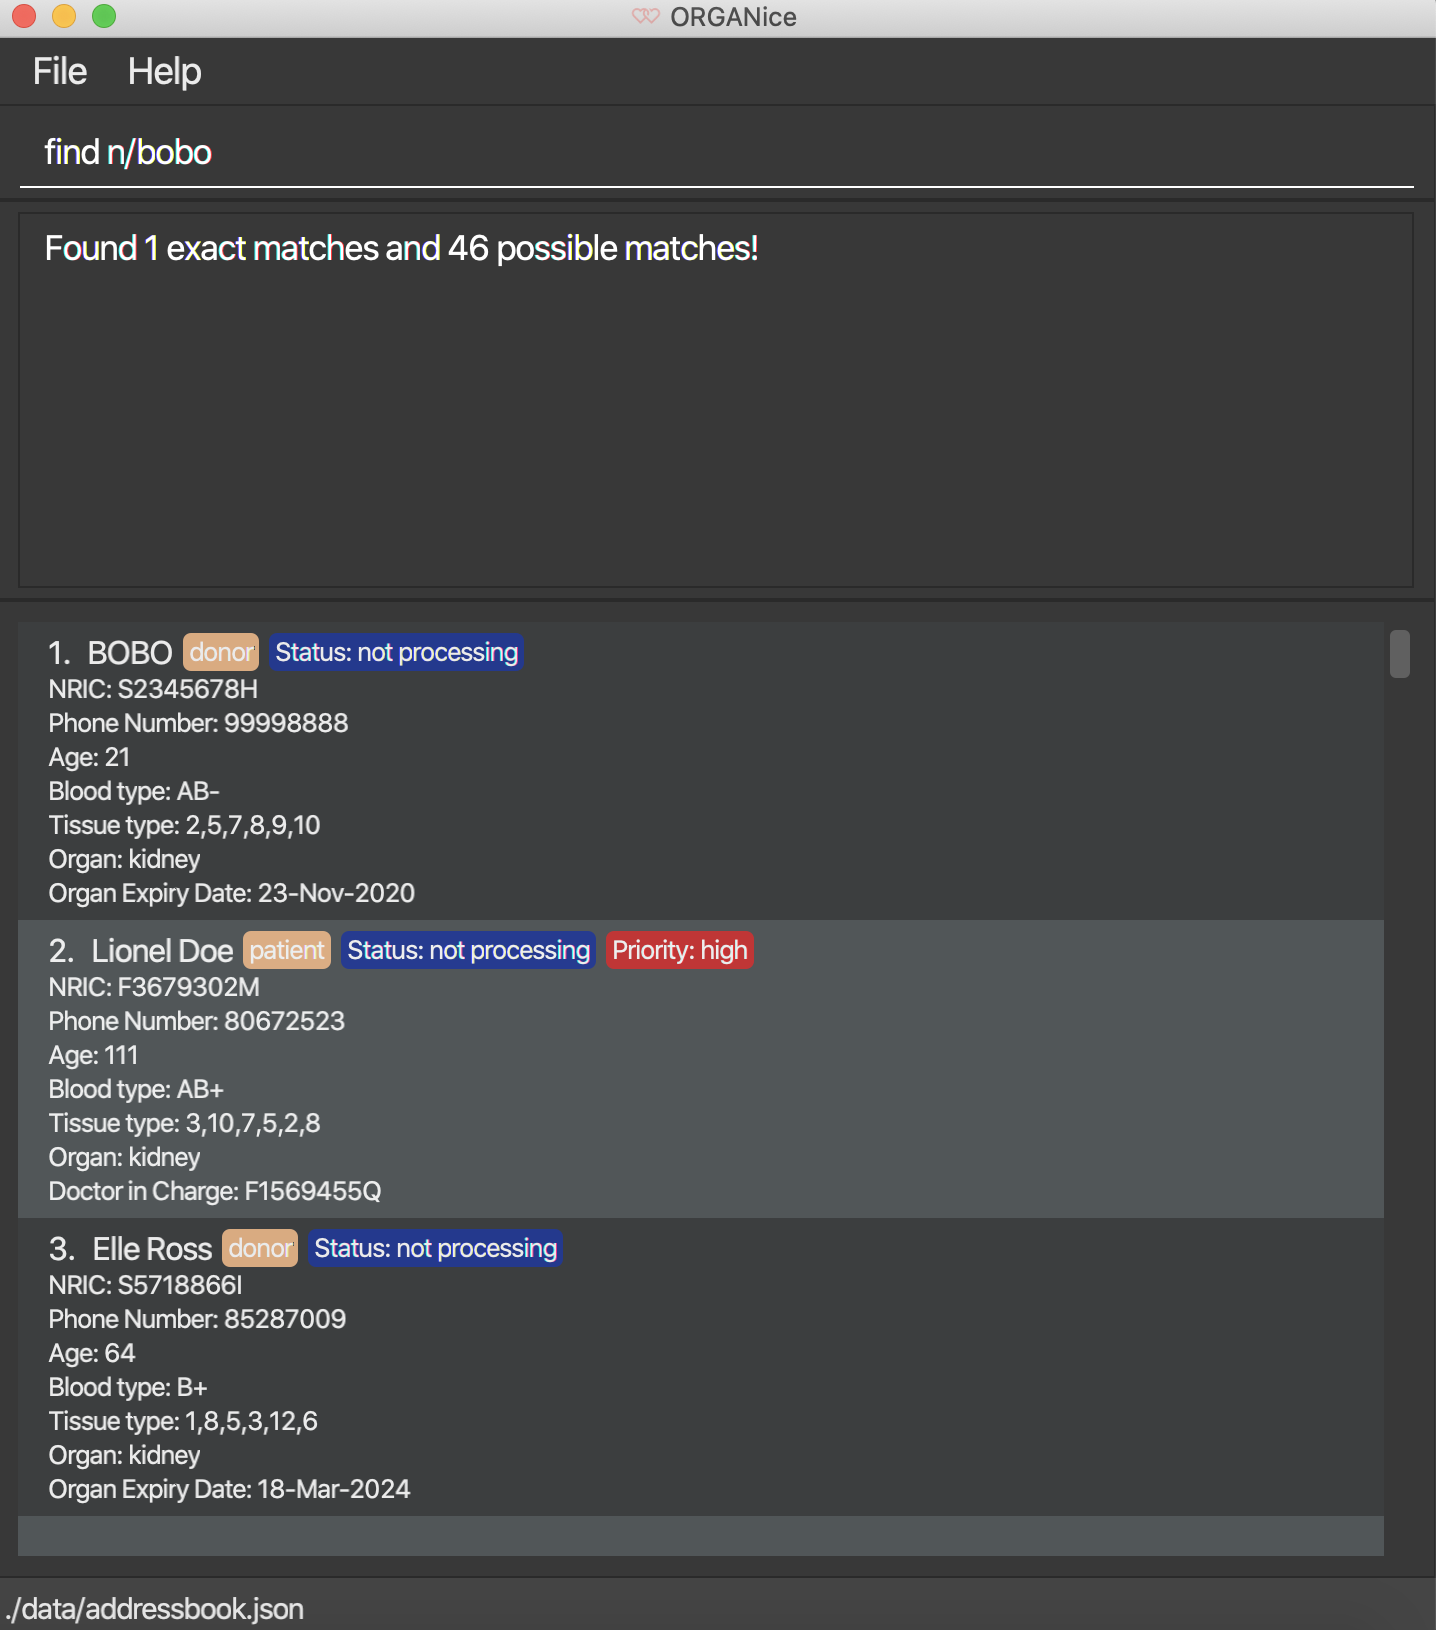 ORGANice
File Help
find n/bobo
Found 1 exact matches and 46 possible matches!
1. BOBO donor Status: not processing
NRIC: S2345678H
Phone Number: 99998888
Age: 21
Blood type: AB-
Tissue type: 2,5,7,8,9,10
Organ: kidney
Organ Expiry Date: 23-Nov-2020
2. Lionel Doe patient Status: not processing Priority: high
NRIC: F3679302M
Phone Number: 80672523
Age: 111
Blood type: AB+
Tissue type: 3,10,7,5,2,8
Organ: kidney
Doctor in Charge: F1569455Q
3. Elle Ross donor Status: not processing
NRIC: S5718866I
Phone Number: 85287009
Age: 64
Blood type: B+
Tissue type: 1,8,5,3,12,6
Organ: kidney
Organ Expiry Date: 18-Mar-2024
./data/addressbook.json